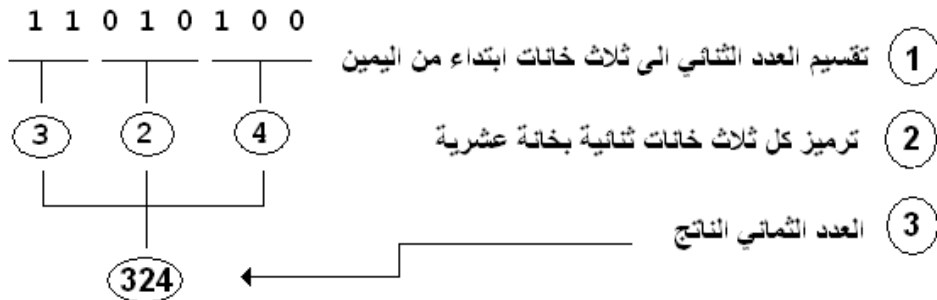 1 1 0 1 0 1 0 0
1 تقسيم العدد الثنائي الى ثلاث خانات ابتداء من اليمين
3 2 4
2 ترميز كل ثلاث خانات ثنائية بخانة عشرية
3 العدد الثماني الناتج
324